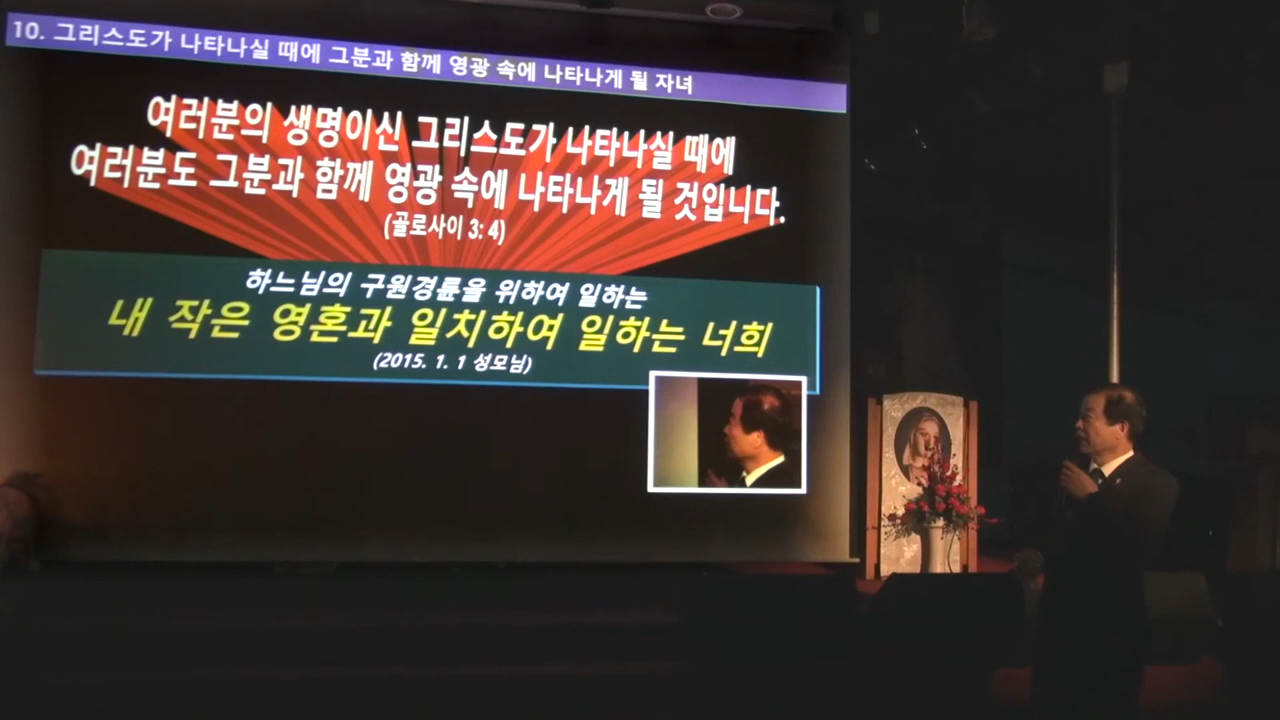 10. 그리스도가 나타나실 때에 그분과 함께 영광 속에 나타나게 될 자녀
여러분의 생명이신 그리스도가 나타나실 때에
여러분도 그분과 함께 영광 속에 나타나게 될 것입니다.
(골로사이 3: 4)
하느님의 구원경륜을 위하여 일하는
내 작은 영혼과 일치하여 일하는 너희
(2015. 1. 1 성모님)